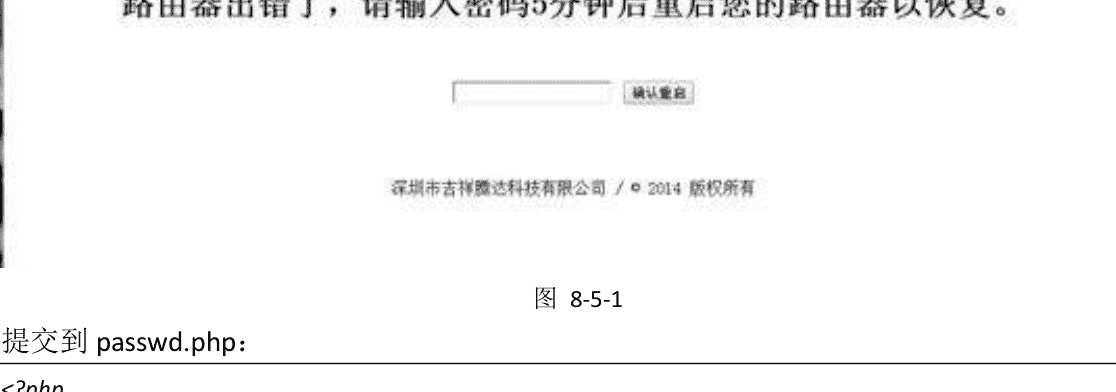 路由器出错了，请输入密码5分钟后重启您的路由器以恢复。
确认重启
深圳市吉祥腾达科技有限公司 / © 2014 版权所有
图 8-5-1
提交到 passwd.php：
<?php